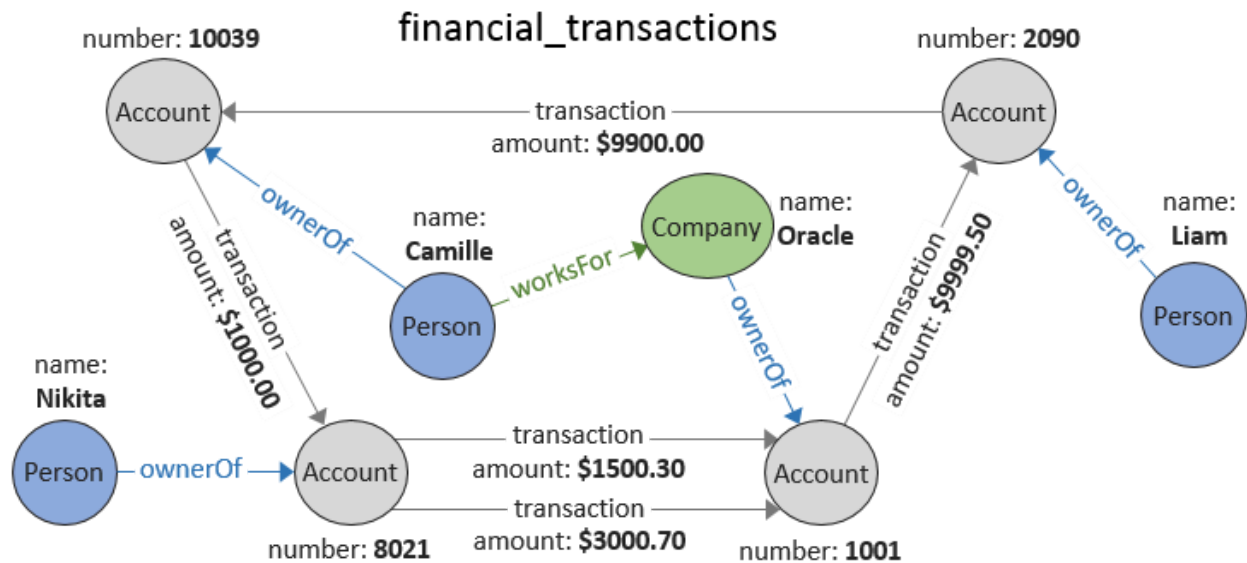 financial_transactions
number: 10039
number: 2090
Account
Account
transaction
amount: $9900.00
ownerOf
name:
Camille
Company
name:
Oracle
ownerOf
name:
Liam
transaction
amount: $1000.00
worksFor
Person
ownerOf
transaction
amount: $9999.50
Person
name:
Nikita
Person
ownerOf
Account
transaction
amount: $1500.30
transaction
amount: $3000.70
Account
number: 8021
number: 1001